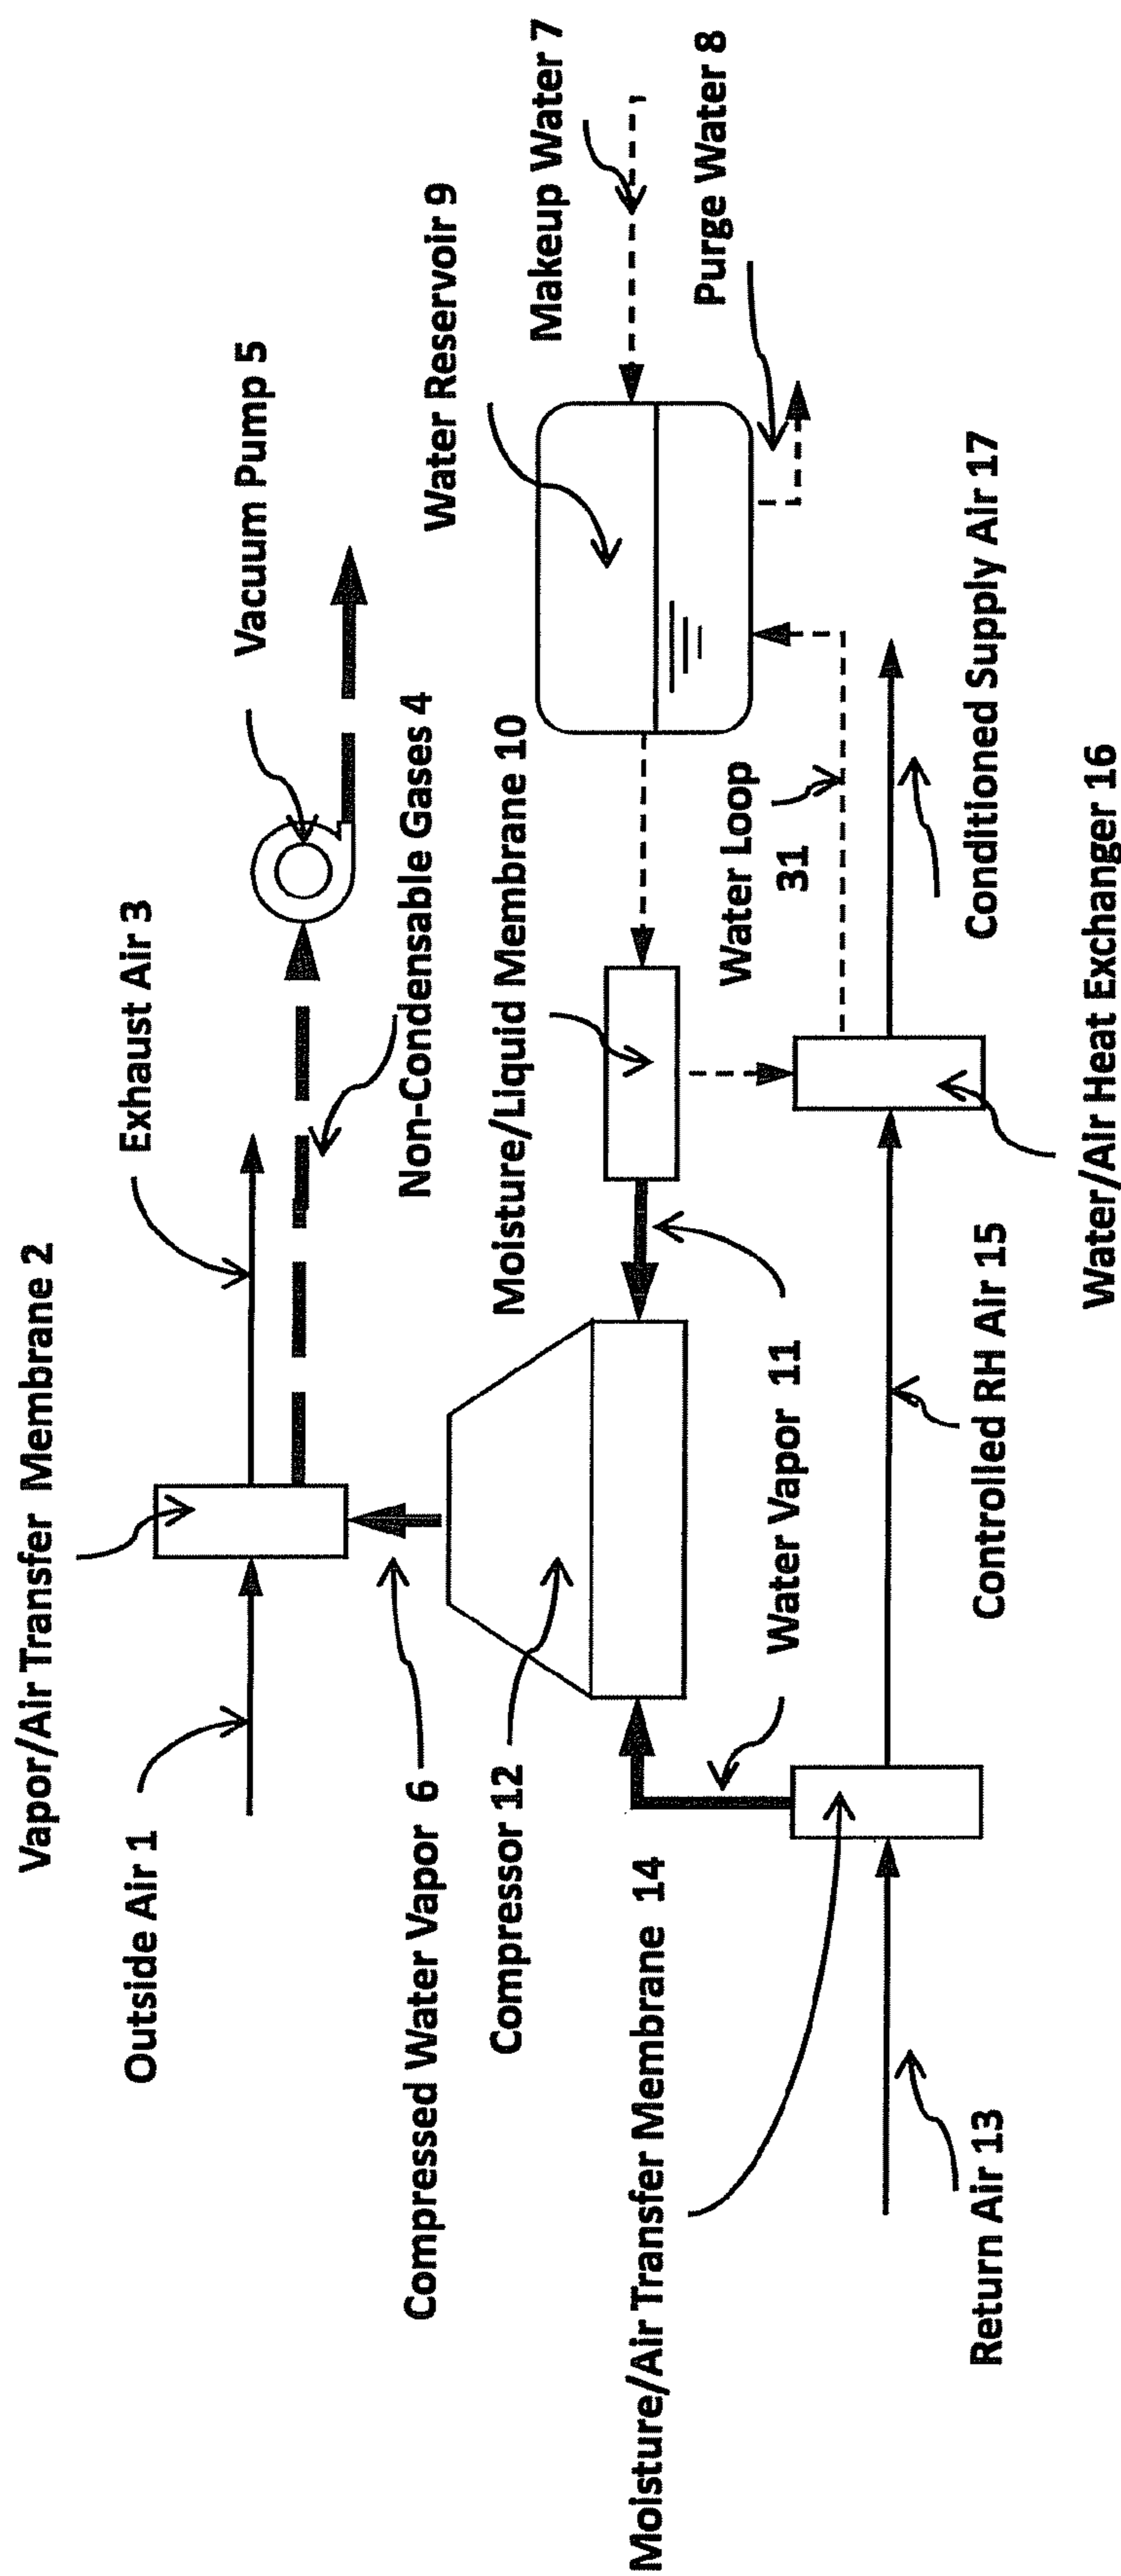 Vapor/Air Transfer Membrane 2
Outside Air 1
Exhaust Air 3
Vacuum Pump 5
Non-Condensable Gases 4
Compressed Water Vapor 6
Compressor 12
Moisture/Liquid Membrane 10
Water Reservoir 9
Makeup Water 7
Purge Water 8
Moisture/Air Transfer Membrane 14
Water Vapor 11
Water Loop
31
Return Air 13
Controlled RH Air 15
Conditioned Supply Air 17
Water/Air Heat Exchanger 16